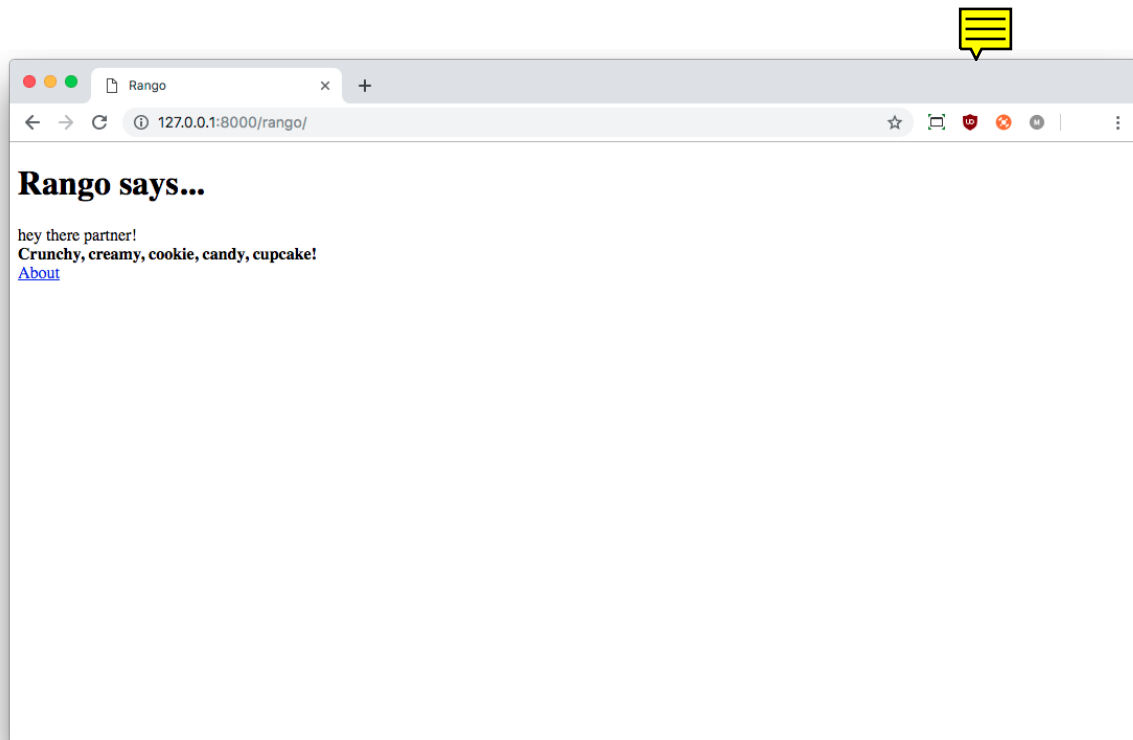 Rango
127.0.0.1:8000/rango/
Rango says...
hey there partner!
Crunchy, creamy, cookie, candy, cupcake!
About